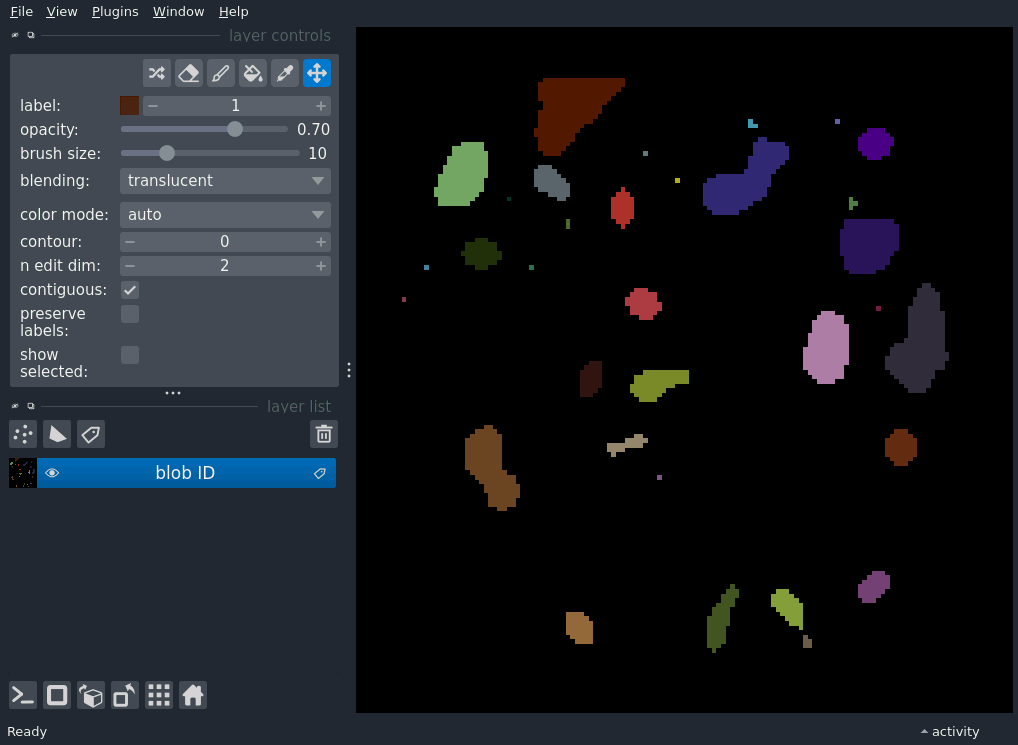 File View Plugins Window Help
layer controls
label: 1
opacity: 0.70
brush size: 10
blending: translucent
color mode: auto
contour: 0
n edit dim: 2
contiguous:
preserve
labels:
show
selected:
layer list
blob ID
Ready
activity